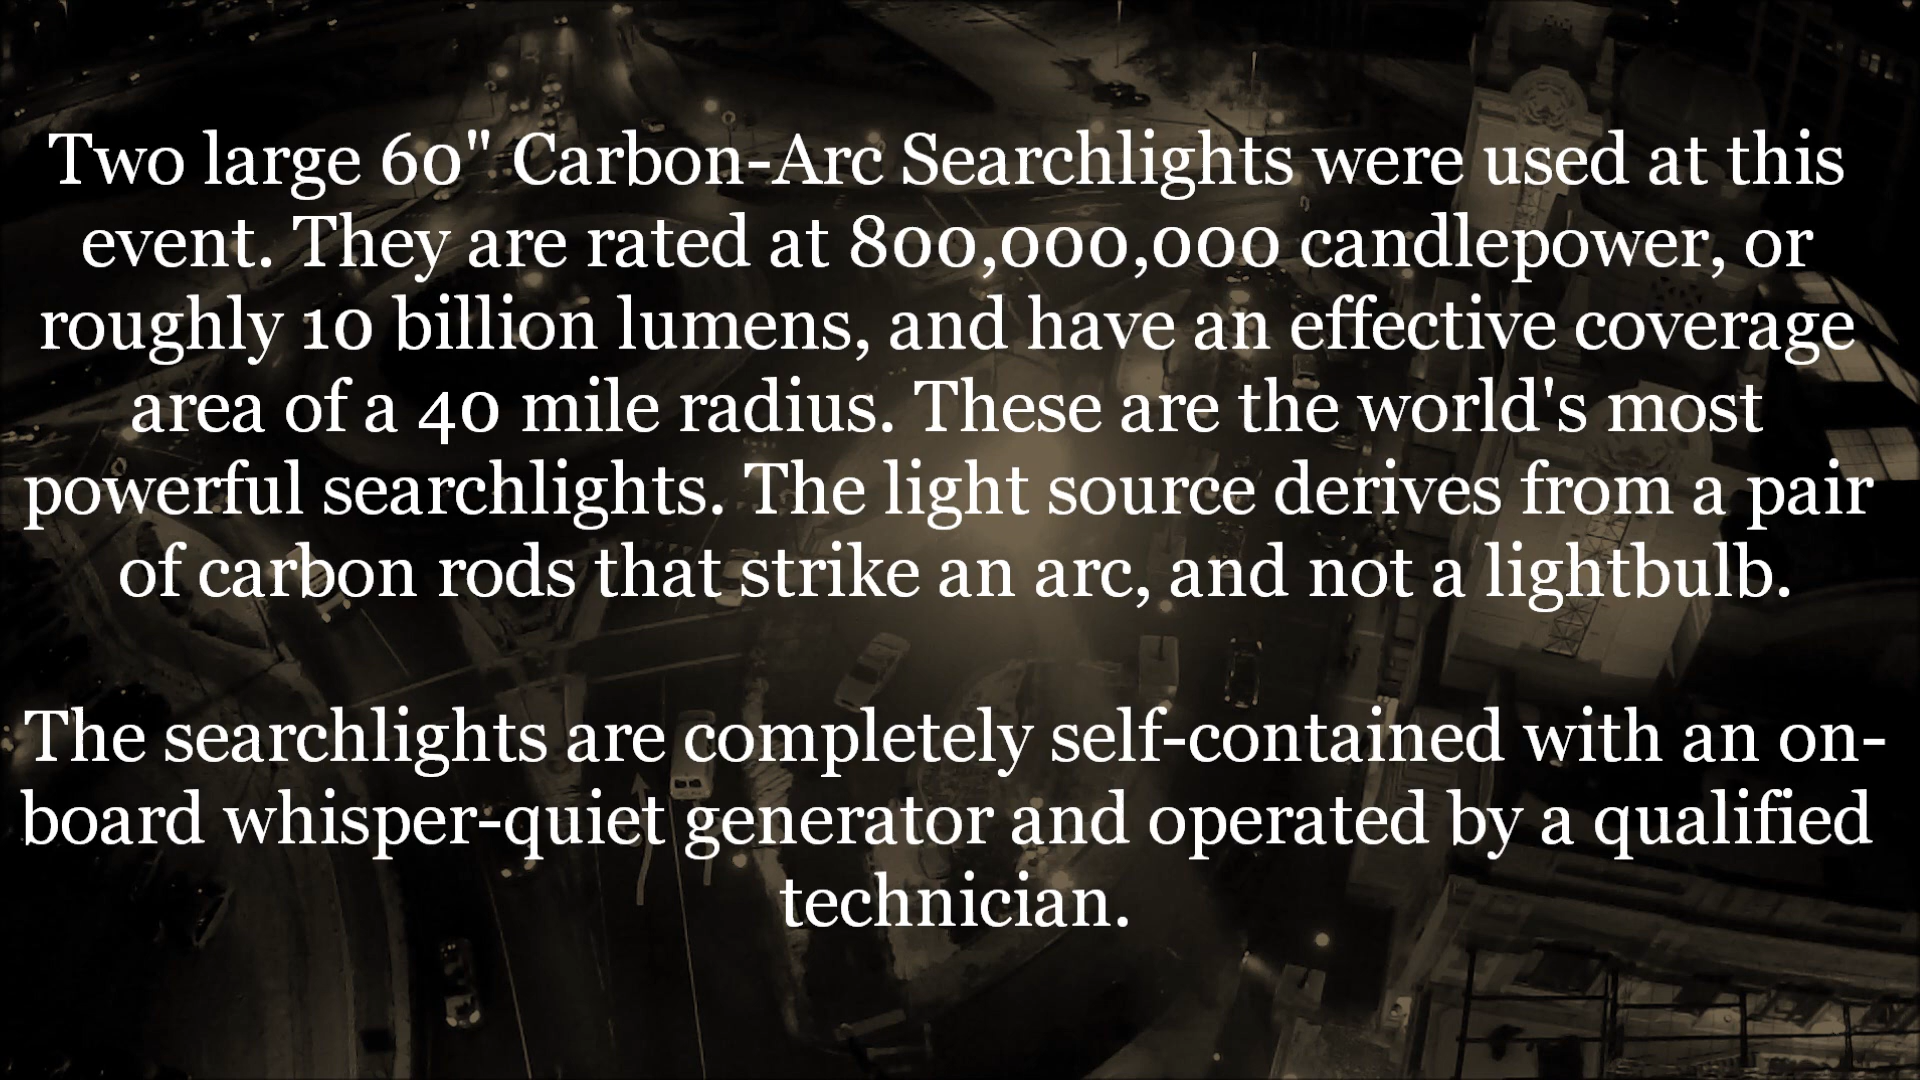 Two large 60" Carbon-Arc Searchlights were used at this
event. They are rated at 800,000,000 candlepower, or
roughly 10 billion lumens, and have an effective coverage
area of a 40 mile radius. These are the world's most
powerful searchlights. The light source derives from a pair
of carbon rods that strike an arc, and not a lightbulb.
The searchlights are completely self-contained with an on-
board whisper-quiet generator and operated by a qualified
technician.